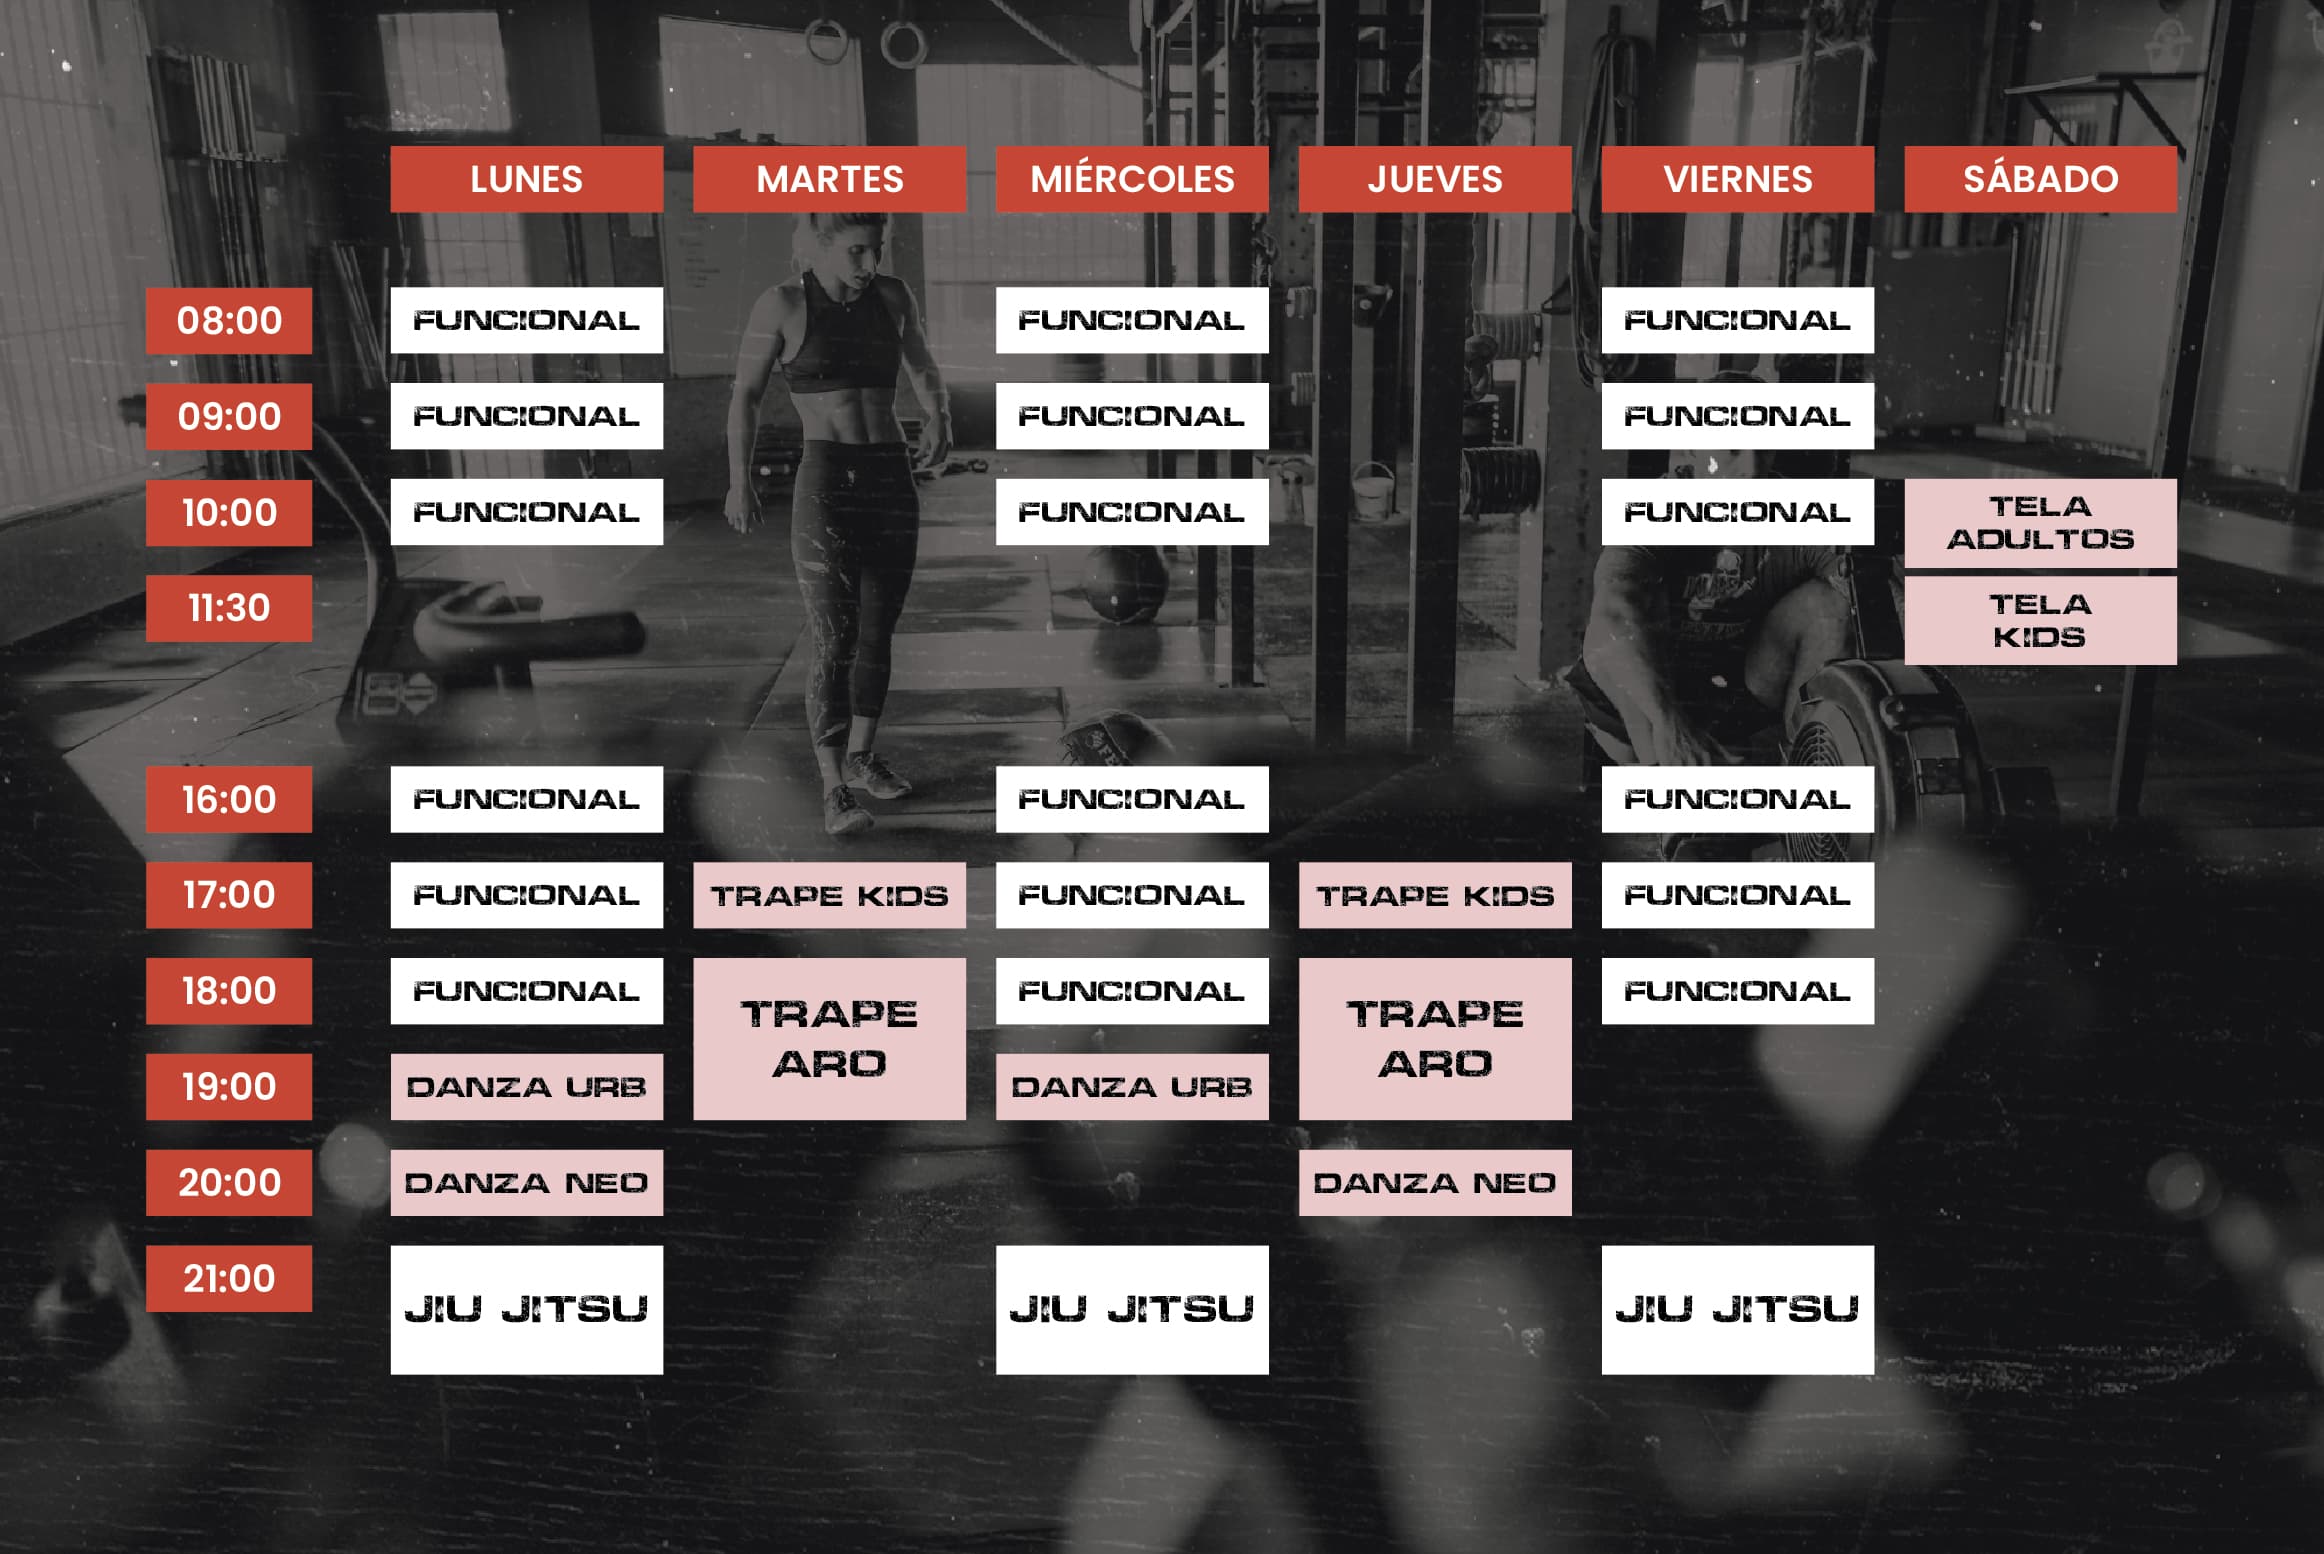 LUNES MARTES MIÉRCOLES JUEVES VIERNES SÁBADO
08:00 FUNCIONAL FUNCIONAL FUNCIONAL
09:00 FUNCIONAL FUNCIONAL FUNCIONAL
10:00 FUNCIONAL FUNCIONAL FUNCIONAL TELA
ADULTOS
11:30 TELA
KIDS
16:00 FUNCIONAL FUNCIONAL FUNCIONAL
17:00 FUNCIONAL TRAPE KIDS FUNCIONAL TRAPE KIDS FUNCIONAL
18:00 FUNCIONAL TRAPE FUNCIONAL TRAPE FUNCIONAL
ARO ARO
19:00 DANZA URB DANZA URB
20:00 DANZA NEO DANZA NEO
21:00 JIU JITSU JIU JITSU JIU JITSU